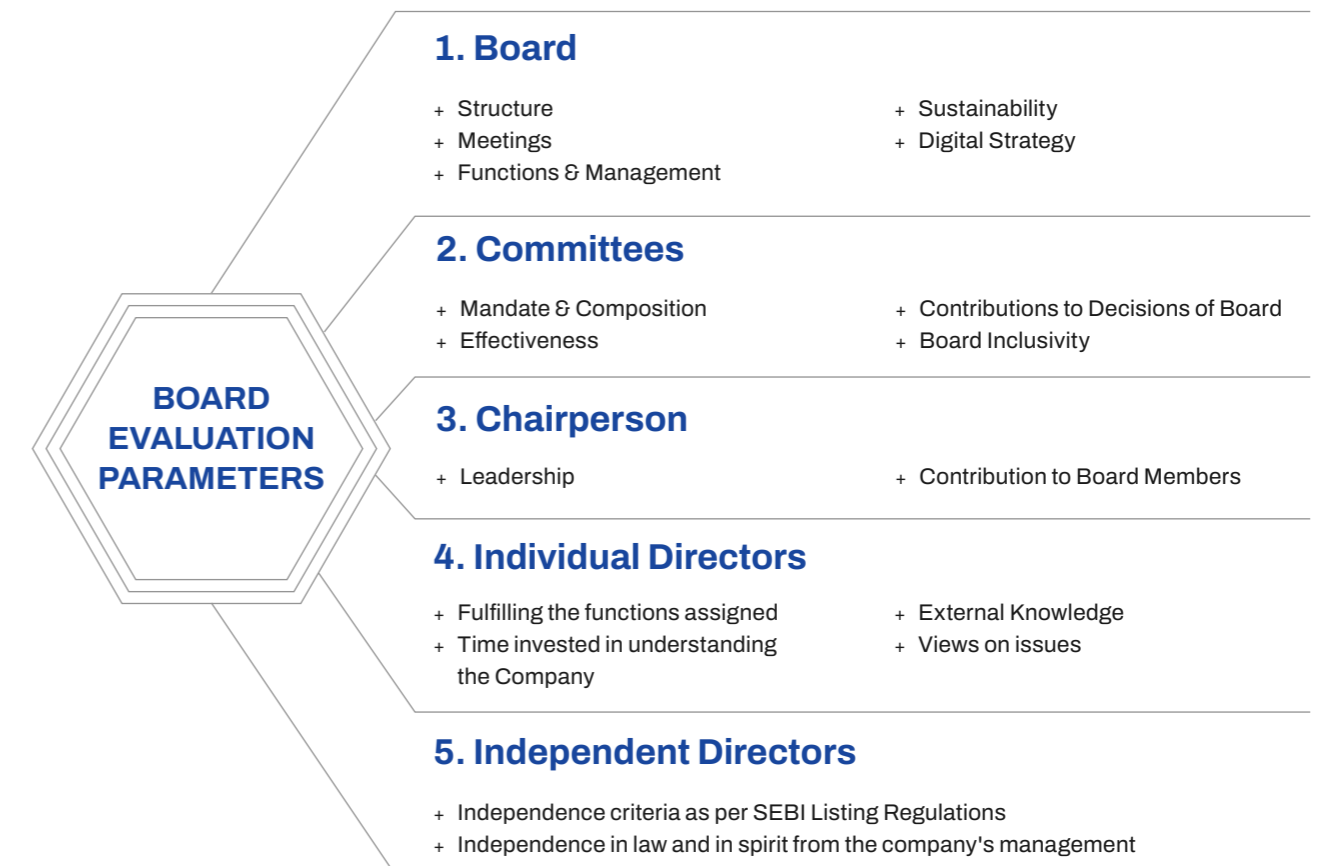 BOARD
EVALUATION
PARAMETERS
1. Board
+ Structure
+ Meetings
+ Functions & Management
+ Sustainability
+ Digital Strategy
2. Committees
+ Mandate & Composition
+ Effectiveness
+ Contributions to Decisions of Board
+ Board Inclusivity
3. Chairperson
+ Leadership
+ Contribution to Board Members
4. Individual Directors
+ Fulfilling the functions assigned
+ Time invested in understanding
the Company
+ External Knowledge
+ Views on issues
5. Independent Directors
+ Independence criteria as per SEBI Listing Regulations
+ Independence in law and in spirit from the company's management